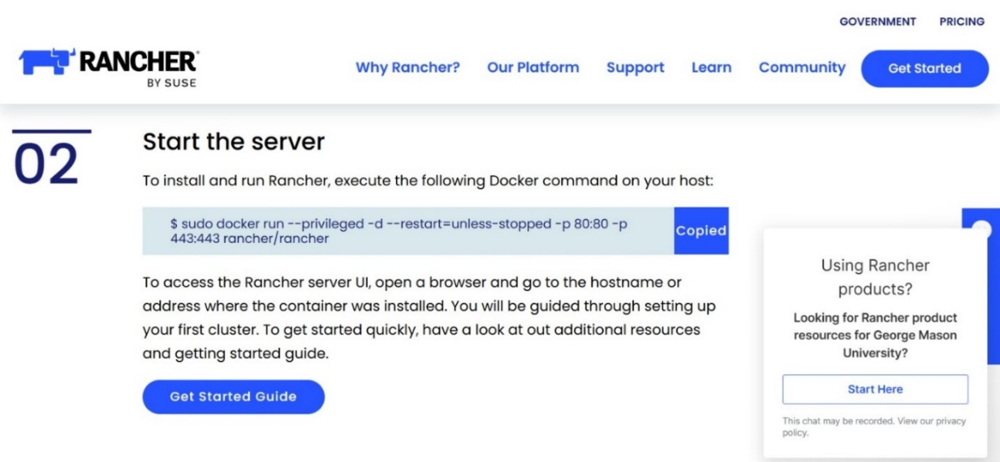 GOVERNMENT PRICING
RANCHER®
BY SUSE
Why Rancher? Our Platform Support Learn Community Get Started
02
Start the server
To install and run Rancher, execute the following Docker command on your host:
$ sudo docker run --privileged -d --restart=unless-stopped -p 80:80 -p
443:443 rancher/rancher
Copied
To access the Rancher server UI, open a browser and go to the hostname or
address where the container was installed. You will be guided through setting up
your first cluster. To get started quickly, have a look at out additional resources
and getting started guide.
Get Started Guide
Using Rancher
products?
Looking for Rancher product
resources for George Mason
University?
Start Here
This chat may be recorded. View our privacy
policy.